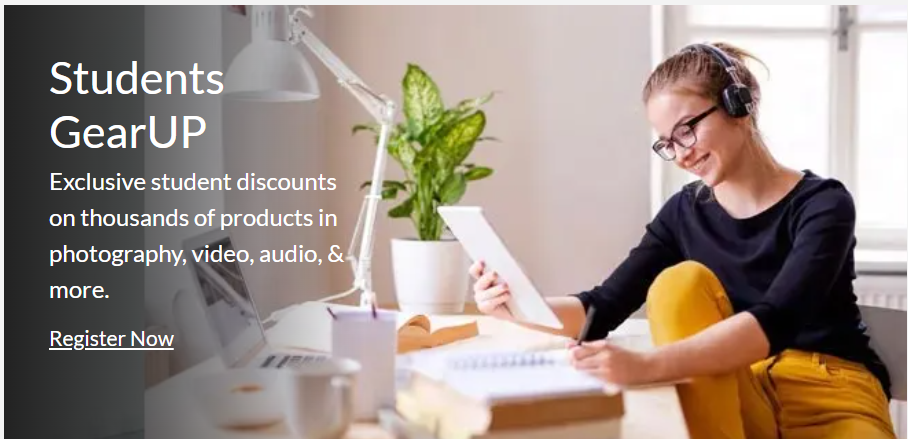 Students
GearUP
Exclusive student discounts
on thousands of products in
photography, video, audio, &
more.
Register Now